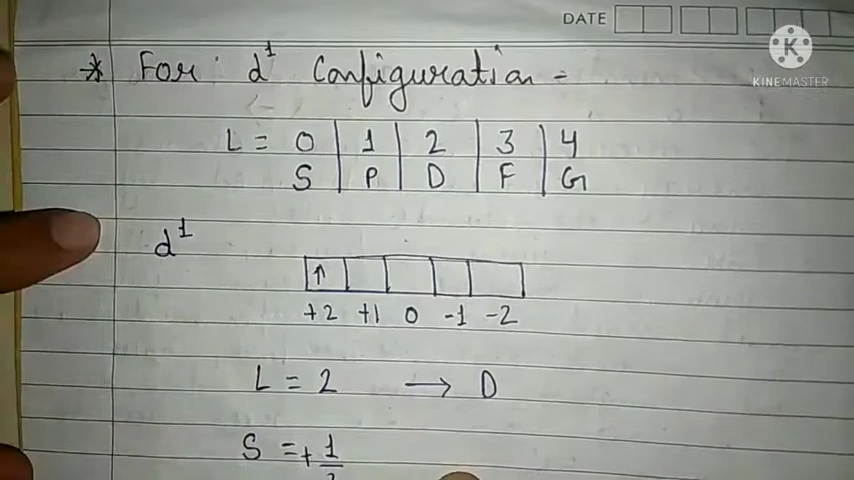 DATE
K
KINEMASTER
* For d¹ Configuration -
L = 0 | 1 | 2 | 3 | 4
S | P | D | F | G
d¹
↑
+2 +1 0 -1 -2
L = 2 → D
S = + 1/2